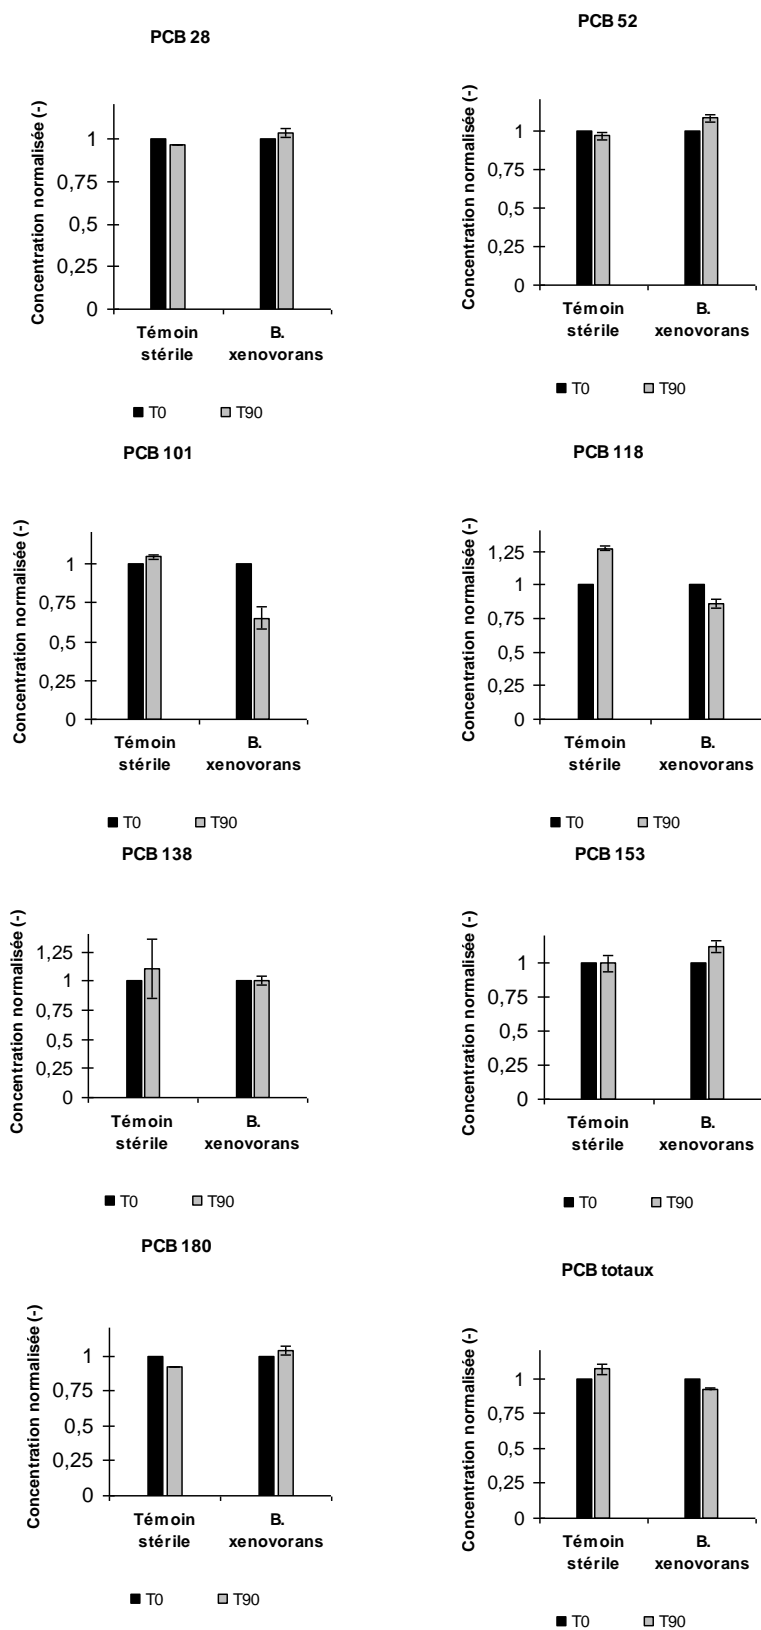 PCB 28
Concentration normalisée (-)
1
0,75
0,5
0,25
0
Témoin
stérile
B.
xenovorans
T0 T90
PCB 52
Concentration normalisée (-)
1
0,75
0,5
0,25
0
Témoin
stérile
B.
xenovorans
T0 T90
PCB 101
Concentration normalisée (-)
1
0,75
0,5
0,25
0
Témoin
stérile
B.
xenovorans
T0 T90
PCB 118
Concentration normalisée (-)
1,25
1
0,75
0,5
0,25
0
Témoin
stérile
B.
xenovorans
T0 T90
PCB 138
Concentration normalisée (-)
1,25
1
0,75
0,5
0,25
0
Témoin
stérile
B.
xenovorans
T0 T90
PCB 153
Concentration normalisée (-)
1
0,75
0,5
0,25
0
Témoin
stérile
B.
xenovorans
T0 T90
PCB 180
Concentration normalisée (-)
1
0,75
0,5
0,25
0
Témoin
stérile
B.
xenovorans
T0 T90
PCB totaux
Concentration normalisée (-)
1
0,75
0,5
0,25
0
Témoin
stérile
B.
xenovorans
T0 T90